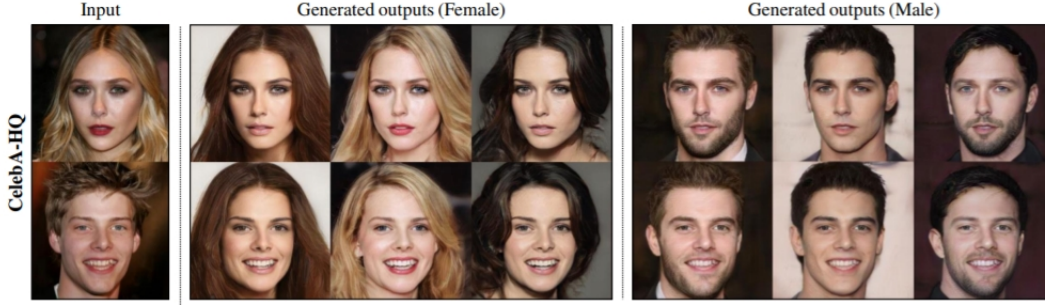 Input
Generated outputs (Female)
Generated outputs (Male)
CelebA-HQ